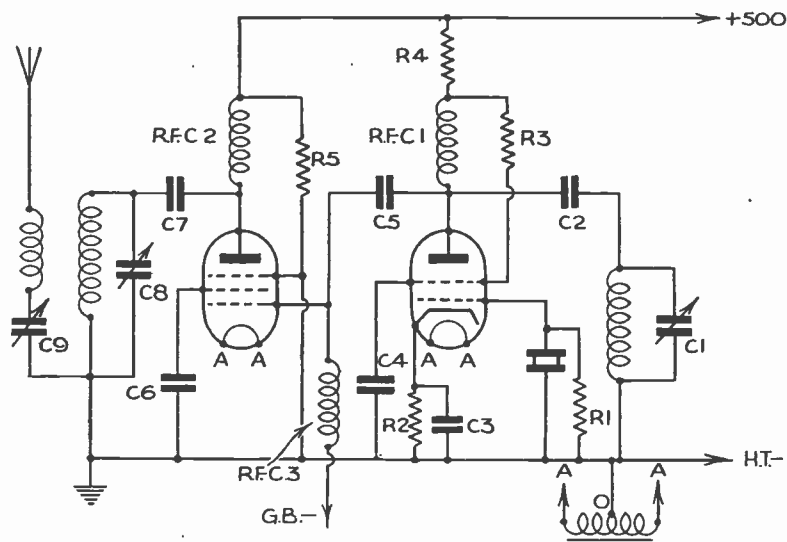 +500
R4
R.F.C 2
R.F.C 1
R5
R3
C7
C5
C2
C8
C9
C1
A A
A A
C6
C4
R2
C3
R1
R.F.C.3
H.T.-
G.B.-
A
A
O